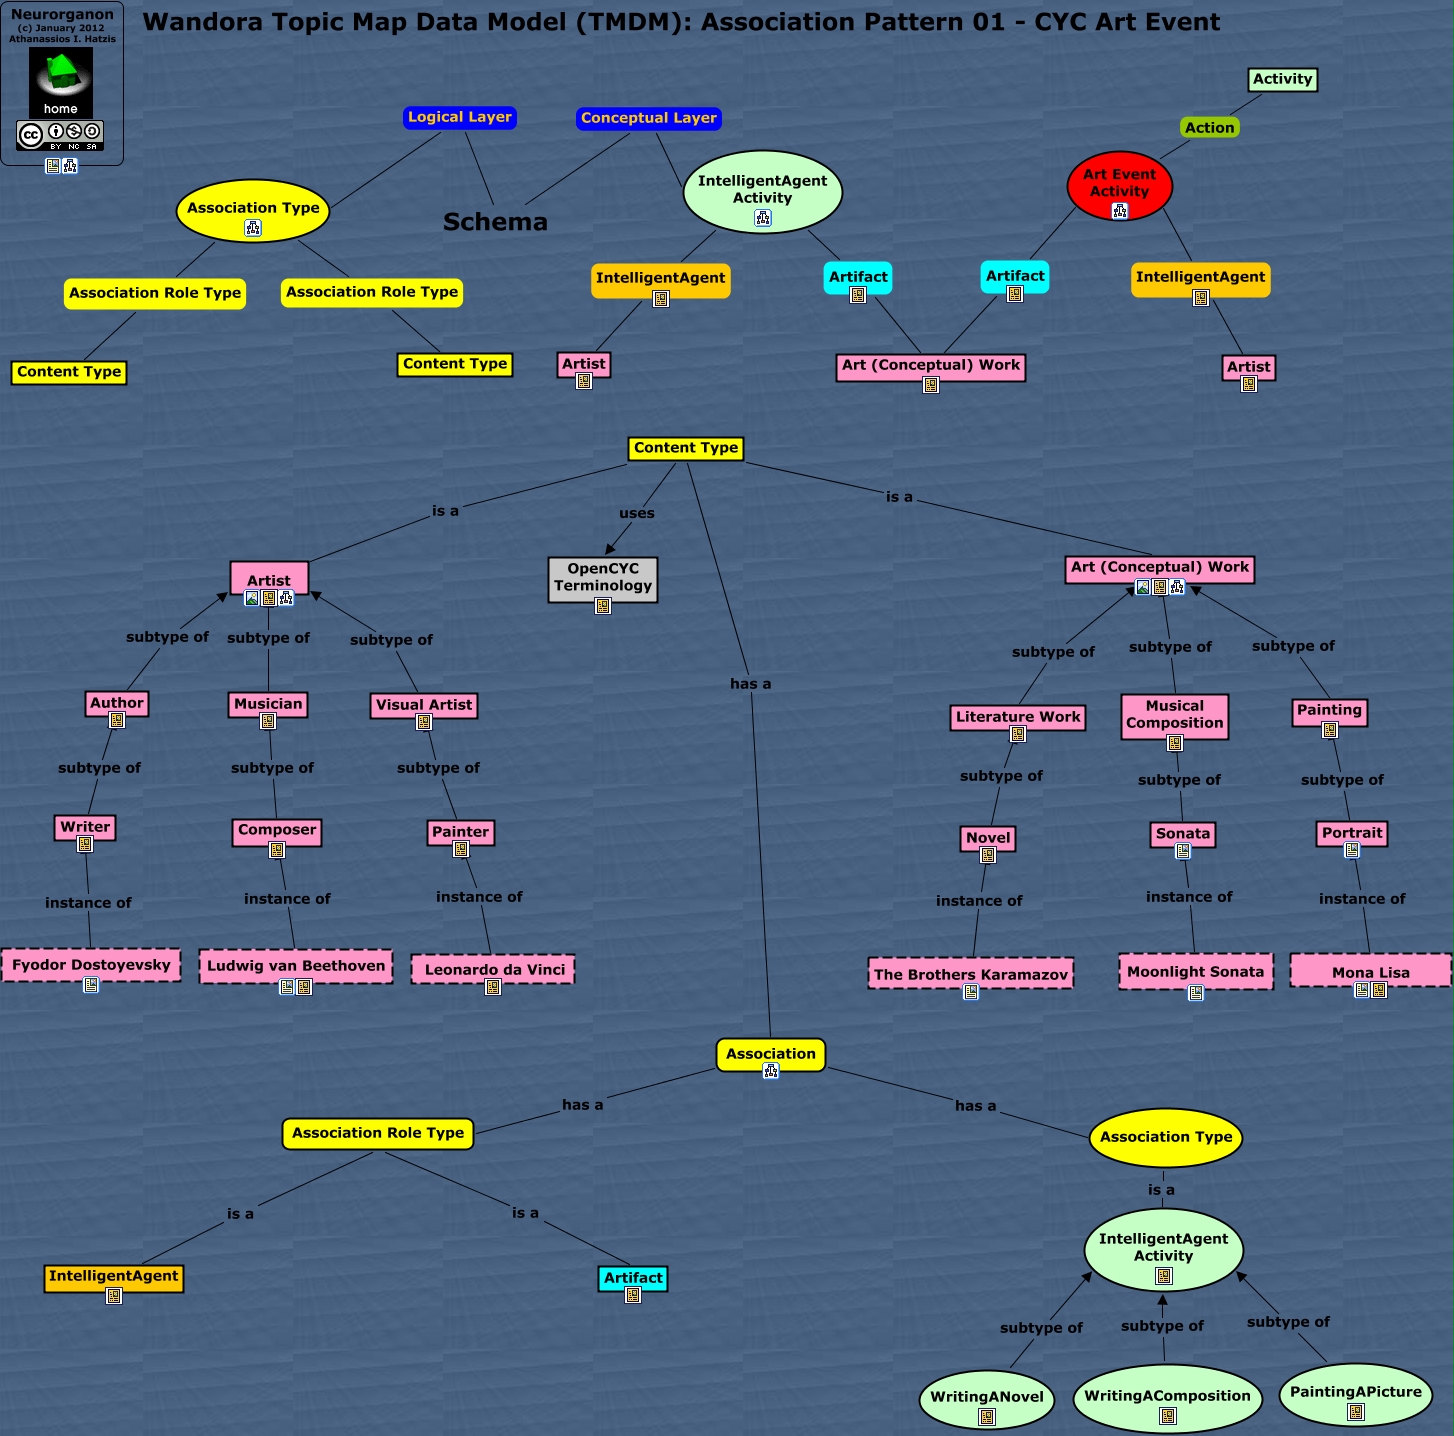 Neurorganon
(c) January 2012
Athanassios I. Hatzis
home
cc
BY NC SA
Wandora Topic Map Data Model (TMDM): Association Pattern 01 - CYC Art Event
Activity
Logical Layer
Conceptual Layer
Action
Association Type
Schema
IntelligentAgent
Activity
Art Event
Activity
Association Role Type
Association Role Type
IntelligentAgent
Artifact
Artifact
IntelligentAgent
Content Type
Content Type
Artist
Art (Conceptual) Work
Artist
Content Type
is a
uses
is a
Artist
OpenCYC
Terminology
Art (Conceptual) Work
subtype of
subtype of
subtype of
subtype of
subtype of
subtype of
has a
Author
Musician
Visual Artist
Literature Work
Musical
Composition
Painting
subtype of
subtype of
subtype of
subtype of
subtype of
subtype of
Writer
Composer
Painter
Novel
Sonata
Portrait
instance of
instance of
instance of
instance of
instance of
instance of
Fyodor Dostoyevsky
Ludwig van Beethoven
Leonardo da Vinci
The Brothers Karamazov
Moonlight Sonata
Mona Lisa
Association
has a
has a
Association Role Type
Association Type
is a
is a
is a
IntelligentAgent
Artifact
IntelligentAgent
Activity
subtype of
subtype of
subtype of
WritingANovel
WritingAComposition
PaintingAPicture